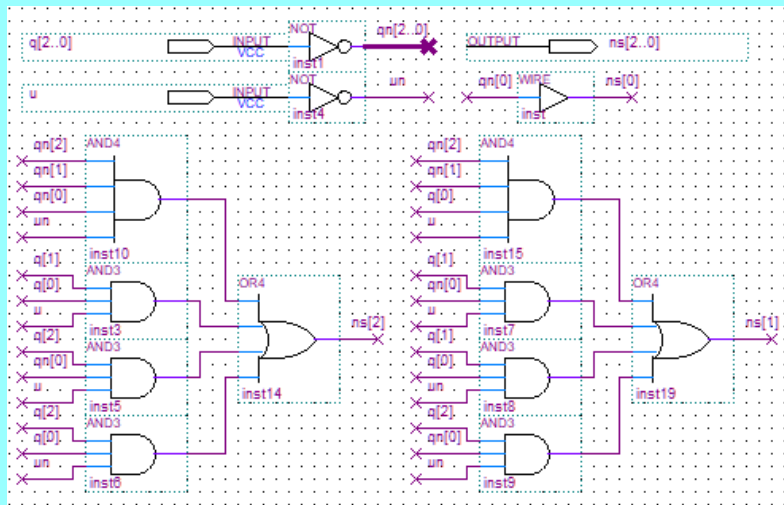 NOT
q[2..0] INPUT VCC inst1 qn[2..0].
OUTPUT ns[2..0]
NOT
u INPUT VCC inst4 un
qn[0] WIRE inst ns[0]
qn[2] AND4
qn[1]
qn[0]
un
inst10
q[1]. AND3
q[0].
u
inst3
q[2]. AND3
qn[0]
u
inst5
q[2]. AND3
q[0].
un
inst6
OR4
ns[2]
inst14
qn[2] AND4
qn[1]
q[0].
u
inst15
q[1]. AND3
qn[0]
u
inst7
q[1]. AND3
q[0].
un
inst8
q[2]. AND3
qn[0]
un
inst9
OR4
ns[1]
inst19